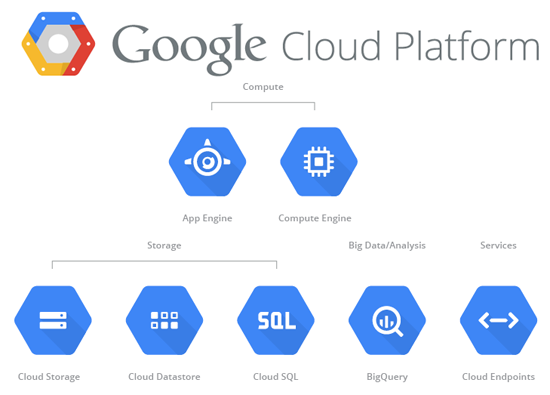 Google Cloud Platform
Compute
App Engine Compute Engine
Storage Big Data/Analysis Services
SQL
Cloud Storage Cloud Datastore Cloud SQL BigQuery Cloud Endpoints